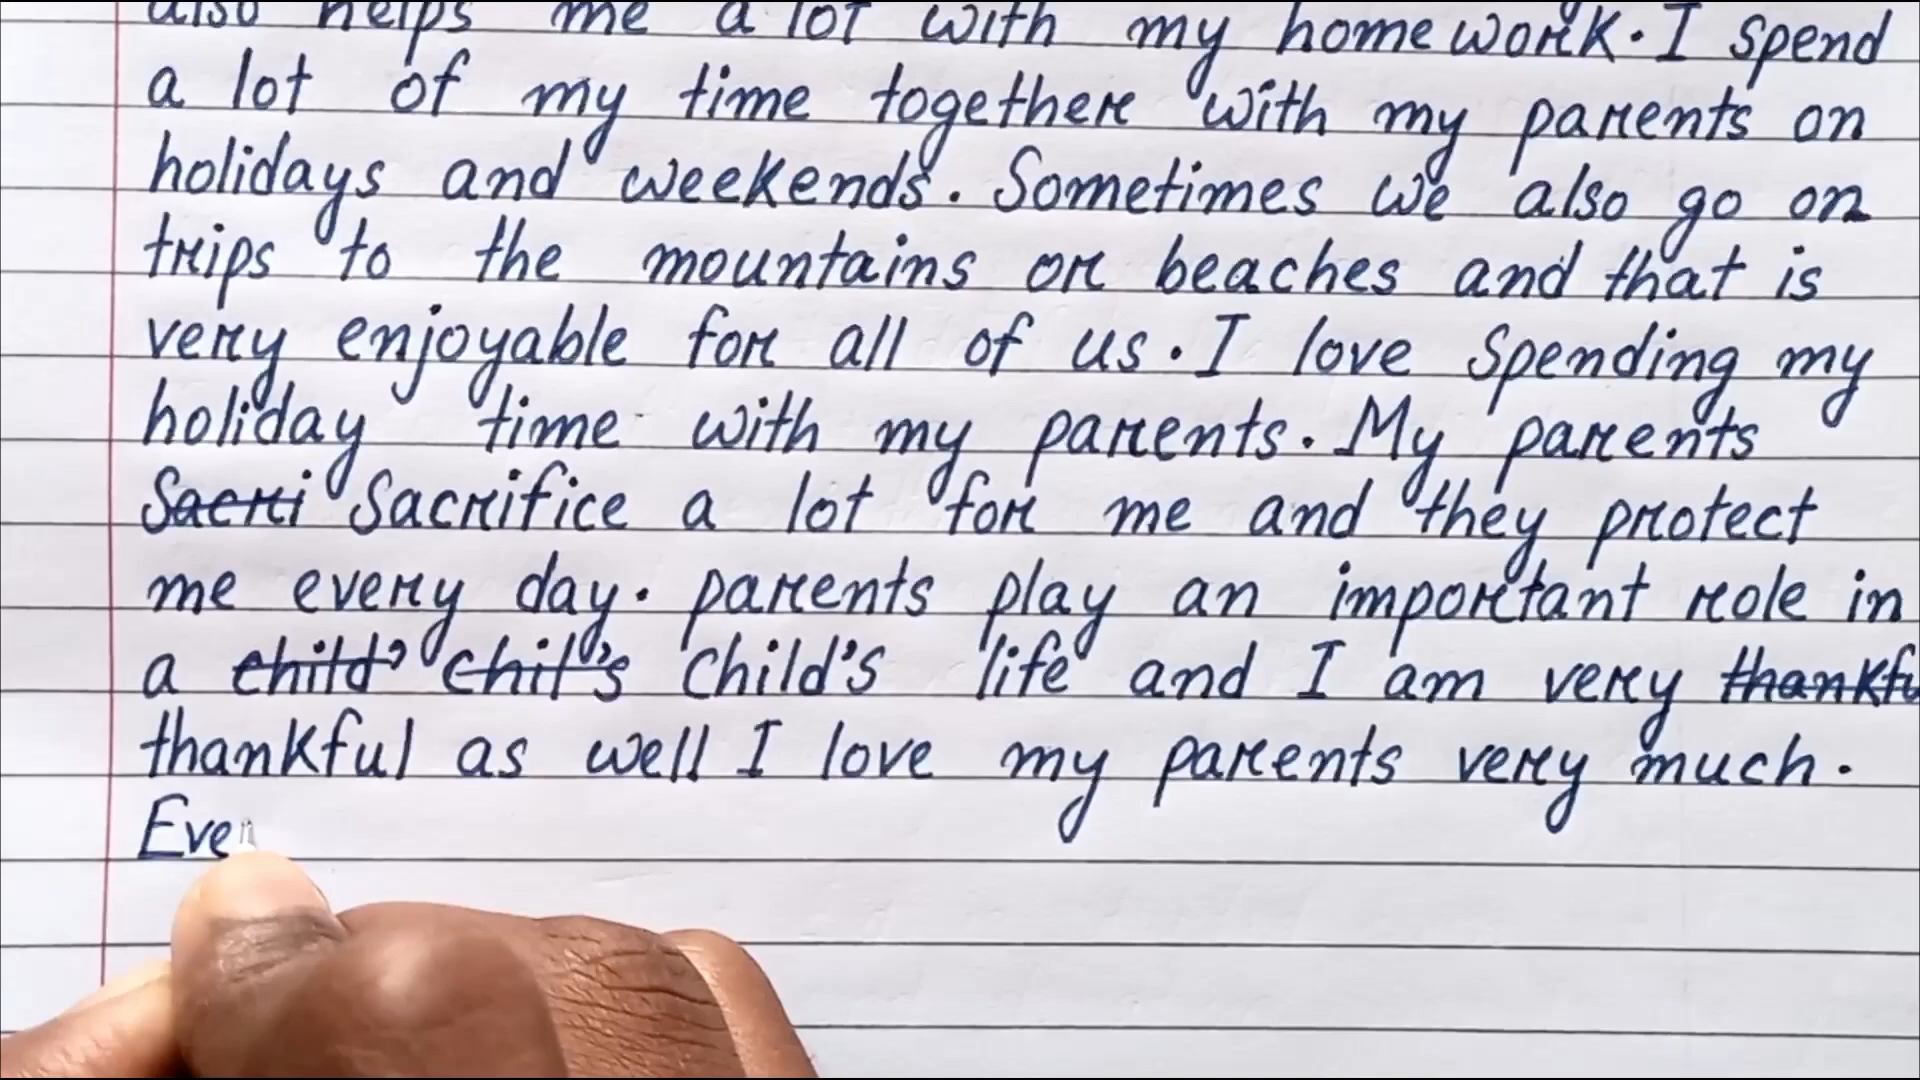 also helps me a lot with my homework. I spend
a lot of my time together with my parents on
holidays and weekends. Sometimes we also go on
trips to the mountains or beaches and that is
very enjoyable for all of us. I love spending my
holiday time with my parents. My parents
Sacri Sacrifice a lot for me and they protect
me every day. parents play an important role in
a child' chil's child's life and I am very thankfu
thankful as well I love my parents very much.
Eve